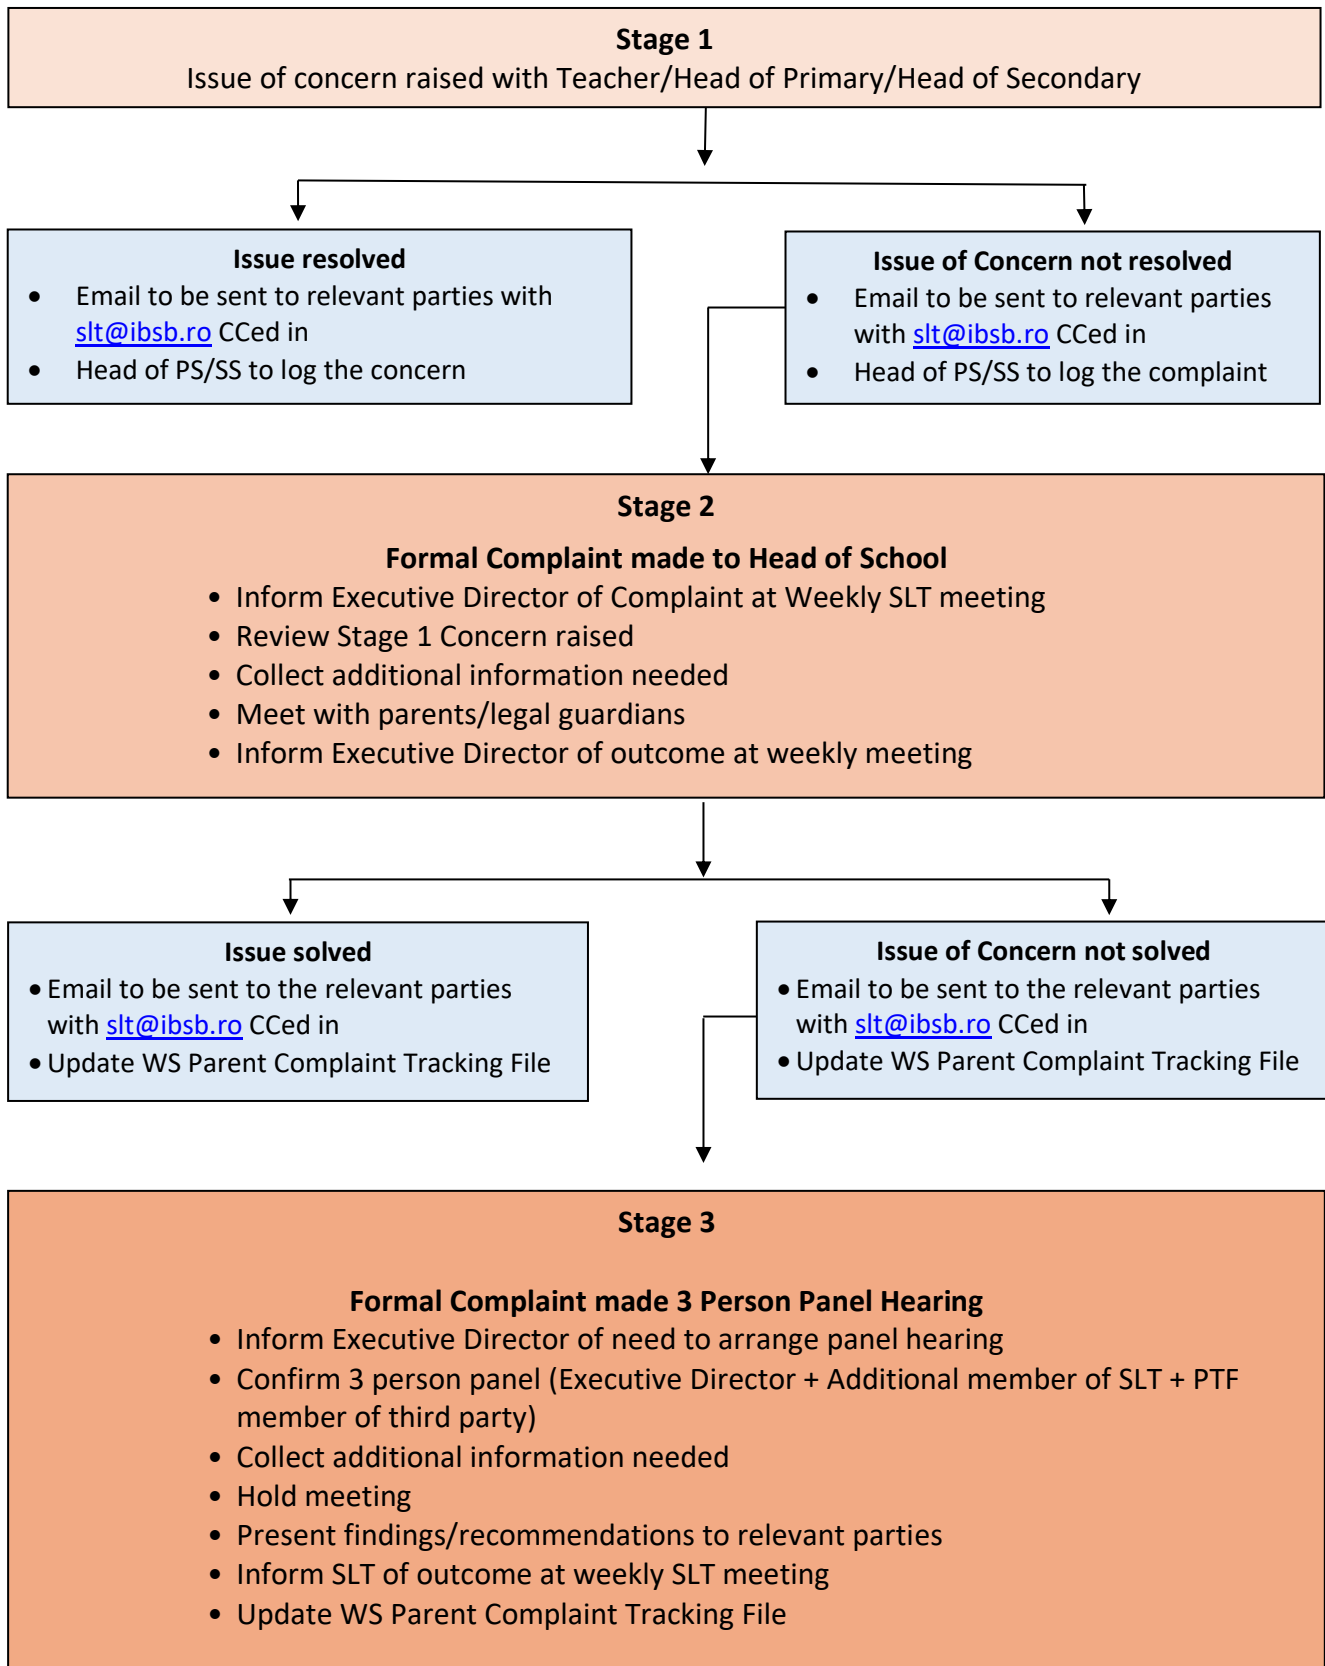 Stage 1
Issue of concern raised with Teacher/Head of Primary/Head of Secondary
Issue resolved
• Email to be sent to relevant parties with
slt@ibsb.ro CCed in
• Head of PS/SS to log the concern
Issue of Concern not resolved
• Email to be sent to relevant parties
with slt@ibsb.ro CCed in
• Head of PS/SS to log the complaint
Stage 2
Formal Complaint made to Head of School
• Inform Executive Director of Complaint at Weekly SLT meeting
• Review Stage 1 Concern raised
• Collect additional information needed
• Meet with parents/legal guardians
• Inform Executive Director of outcome at weekly meeting
Issue solved
• Email to be sent to the relevant parties
with slt@ibsb.ro CCed in
• Update WS Parent Complaint Tracking File
Issue of Concern not solved
• Email to be sent to the relevant parties
with slt@ibsb.ro CCed in
• Update WS Parent Complaint Tracking File
Stage 3
Formal Complaint made 3 Person Panel Hearing
• Inform Executive Director of need to arrange panel hearing
• Confirm 3 person panel (Executive Director + Additional member of SLT + PTF
member of third party)
• Collect additional information needed
• Hold meeting
• Present findings/recommendations to relevant parties
• Inform SLT of outcome at weekly SLT meeting
• Update WS Parent Complaint Tracking File